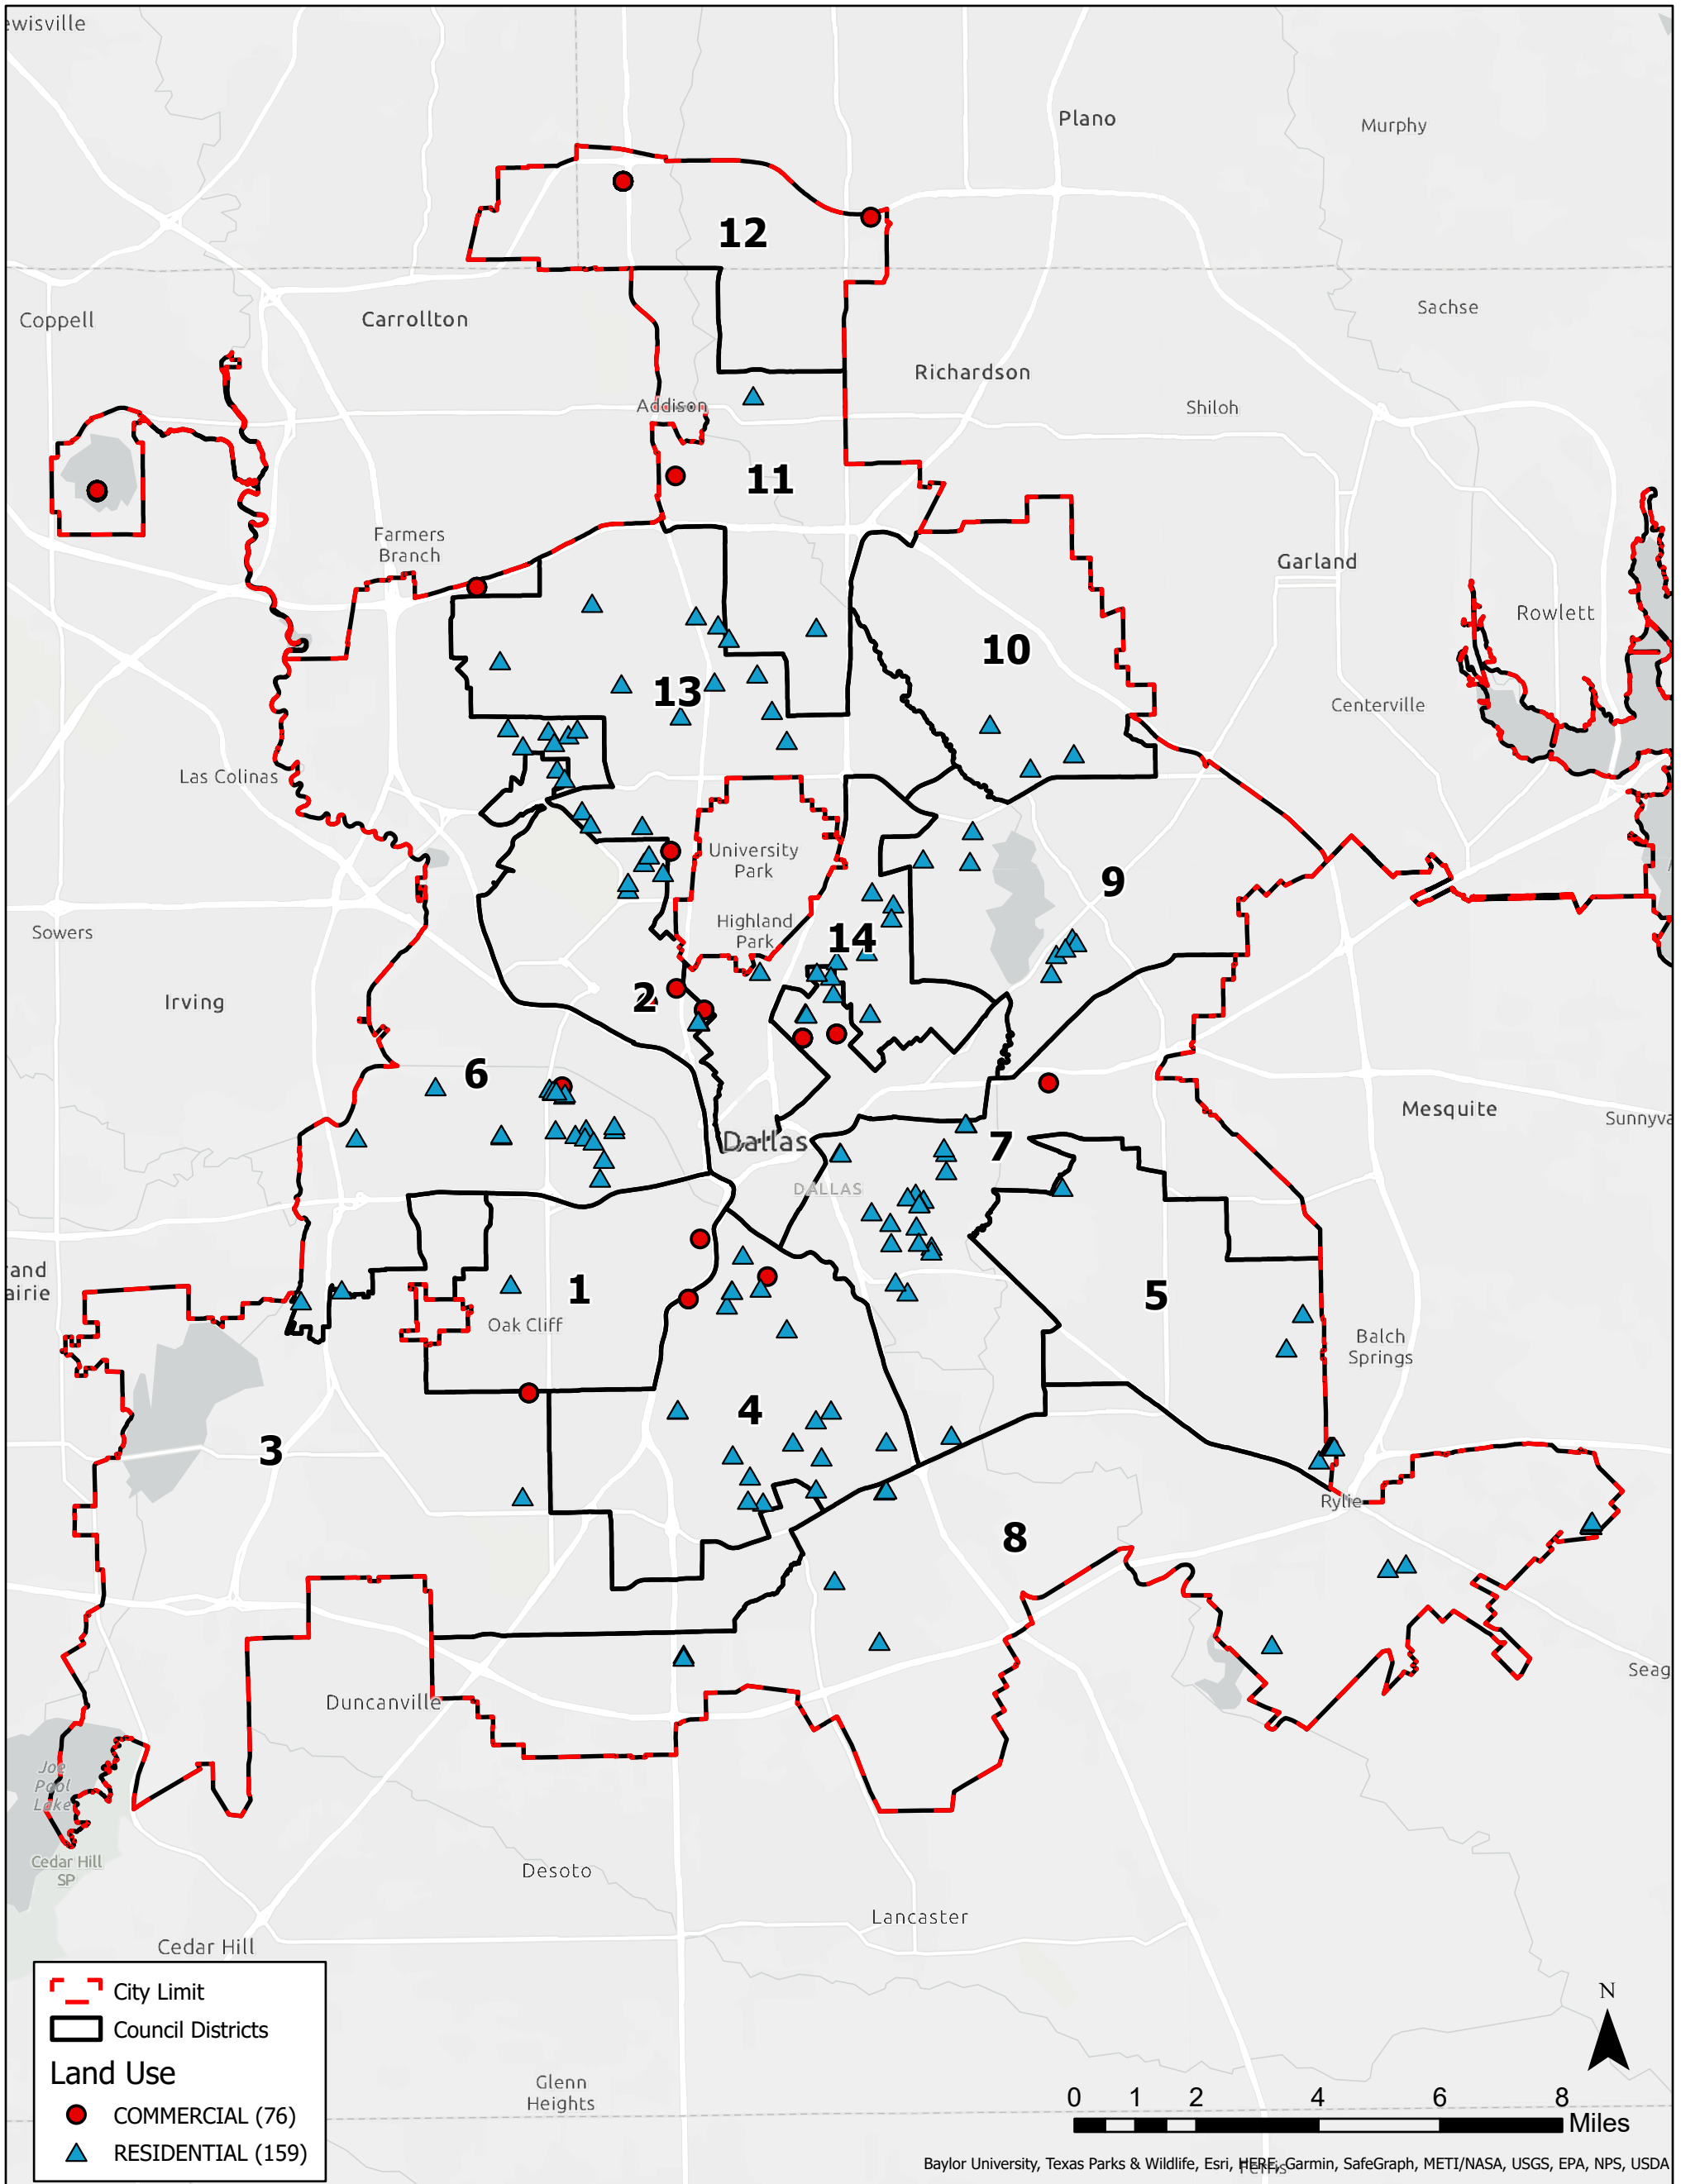 ewisville
Plano
Murphy
12
Coppell
Carrollton
Sachse
Richardson
Addison
Shiloh
11
Farmers
Branch
Garland
Rowlett
10
13
Centerville
Las Colinas
University
Park
9
Highland
Park
14
Sowers
Irving
2
6
Mesquite
Sunnyva
Dallas
7
DALLAS
rand
airie
1
5
Oak Cliff
Balch
Springs
4
3
Rylie
8
Seag
Duncanville
Joe
Pool
Lake
Cedar Hill
SP
Desoto
Lancaster
Cedar Hill
Glenn
Heights
City Limit
Council Districts
Land Use
COMMERCIAL (76)
RESIDENTIAL (159)
N
0 1 2 4 6 8
Miles
Baylor University, Texas Parks & Wildlife, Esri, HERE, Garmin, SafeGraph, METI/NASA, USGS, EPA, NPS, USDA